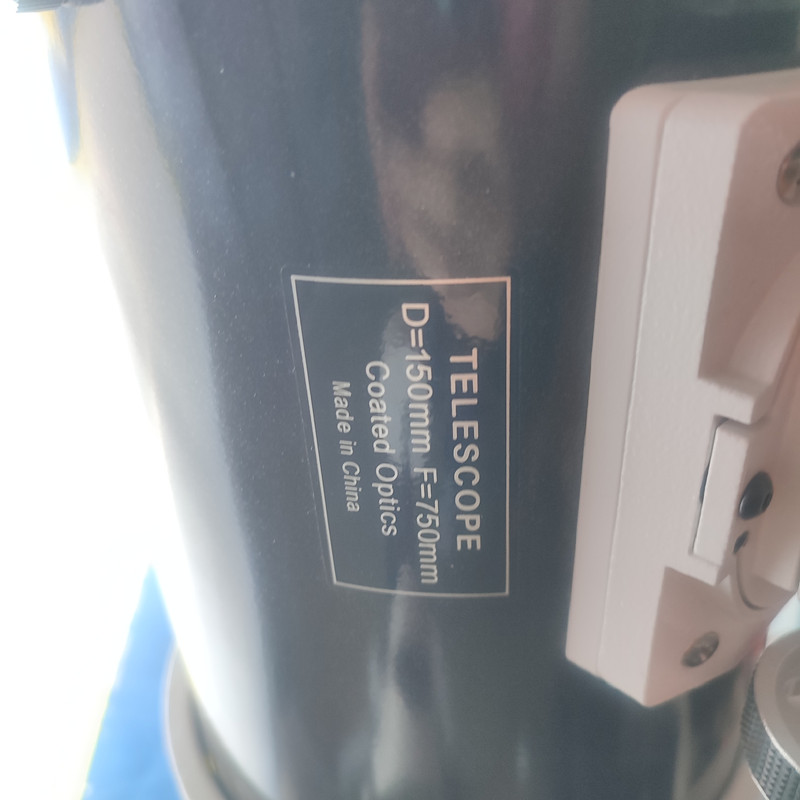 TELESCOPE
D=150mm F=750mm
Coated Optics
Made in China